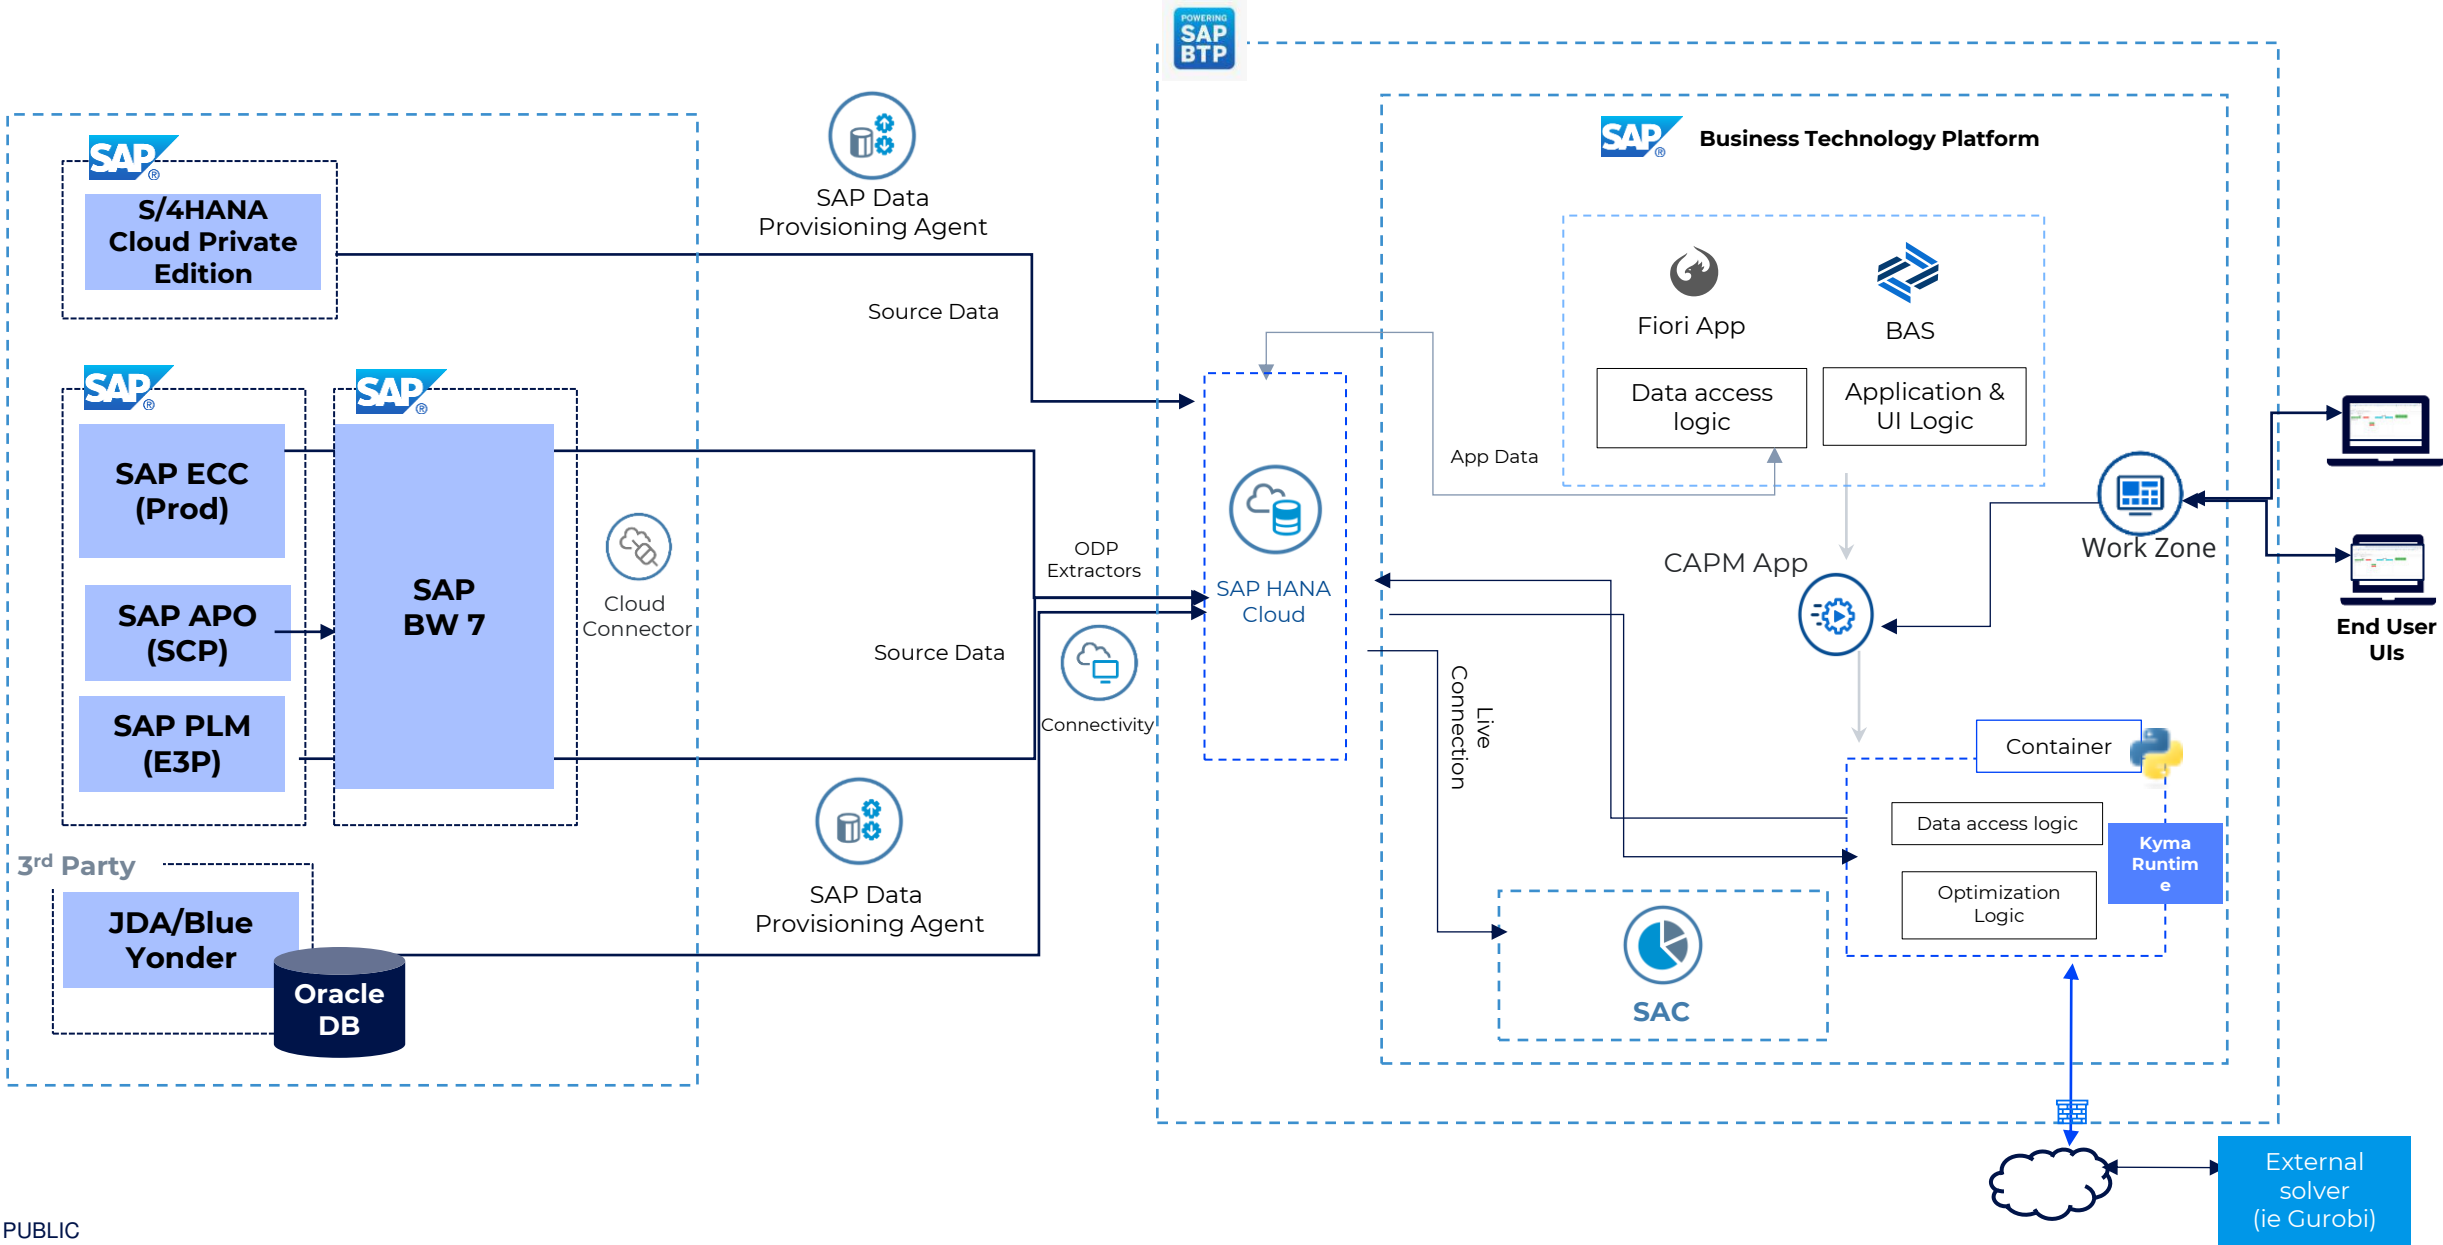 POWERING
SAP
BTP
SAP
®
Business Technology Platform
SAP
®
S/4HANA
Cloud Private
Edition
SAP Data
Provisioning Agent
Source Data
Fiori App
BAS
Data access
logic
Application &
UI Logic
App Data
SAP
®
SAP
®
SAP ECC
(Prod)
SAP APO
(SCP)
SAP PLM
(E3P)
SAP
BW 7
Cloud
Connector
ODP
Extractors
Source Data
Connectivity
SAP HANA
Cloud
CAPM App
Work Zone
End User
UIs
Live
Connection
Container
Data access logic
Optimization
Logic
Kyma
Runtim
e
3rd Party
JDA/Blue
Yonder
Oracle
DB
SAP Data
Provisioning Agent
SAC
External
solver
(ie Gurobi)
PUBLIC